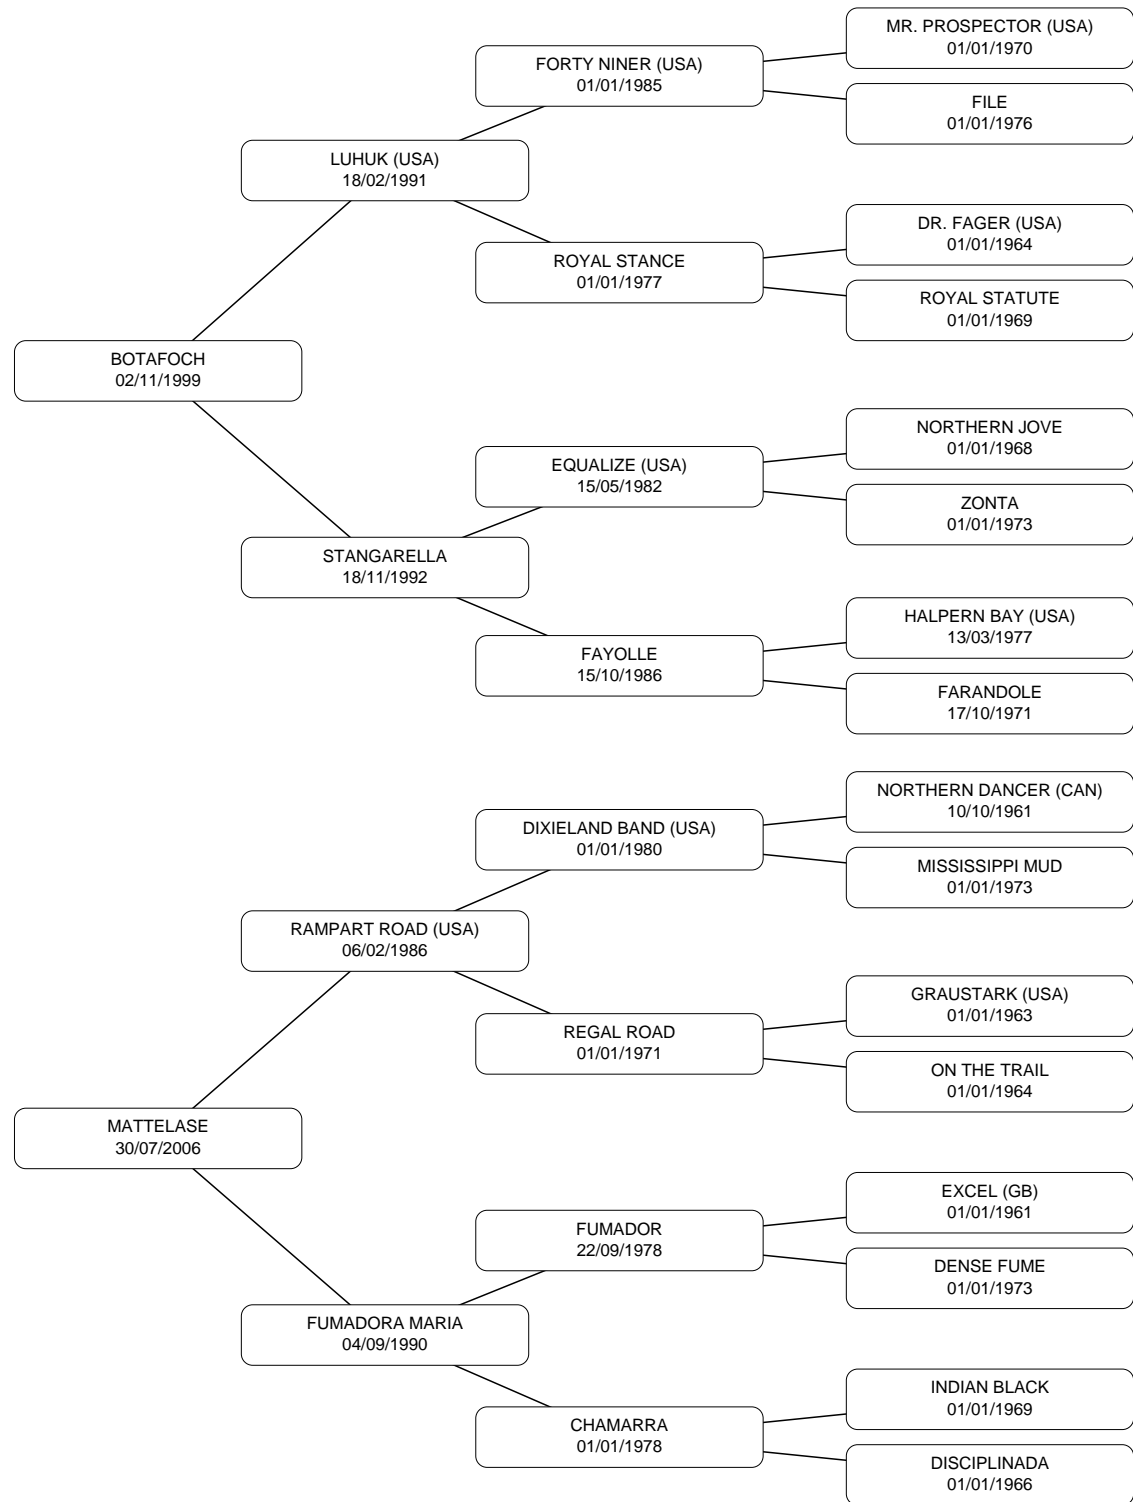 MR. PROSPECTOR (USA)
01/01/1970
FORTY NINER (USA)
01/01/1985
FILE
01/01/1976
LUHUK (USA)
18/02/1991
DR. FAGER (USA)
01/01/1964
ROYAL STANCE
01/01/1977
ROYAL STATUTE
01/01/1969
BOTAFOCH
02/11/1999
NORTHERN JOVE
01/01/1968
EQUALIZE (USA)
15/05/1982
ZONTA
01/01/1973
STANGARELLA
18/11/1992
HALPERN BAY (USA)
13/03/1977
FAYOLLE
15/10/1986
FARANDOLE
17/10/1971
NORTHERN DANCER (CAN)
10/10/1961
DIXIELAND BAND (USA)
01/01/1980
MISSISSIPPI MUD
01/01/1973
RAMPART ROAD (USA)
06/02/1986
GRAUSTARK (USA)
01/01/1963
REGAL ROAD
01/01/1971
ON THE TRAIL
01/01/1964
MATTELASE
30/07/2006
EXCEL (GB)
01/01/1961
FUMADOR
22/09/1978
DENSE FUME
01/01/1973
FUMADORA MARIA
04/09/1990
INDIAN BLACK
01/01/1969
CHAMARRA
01/01/1978
DISCIPLINADA
01/01/1966